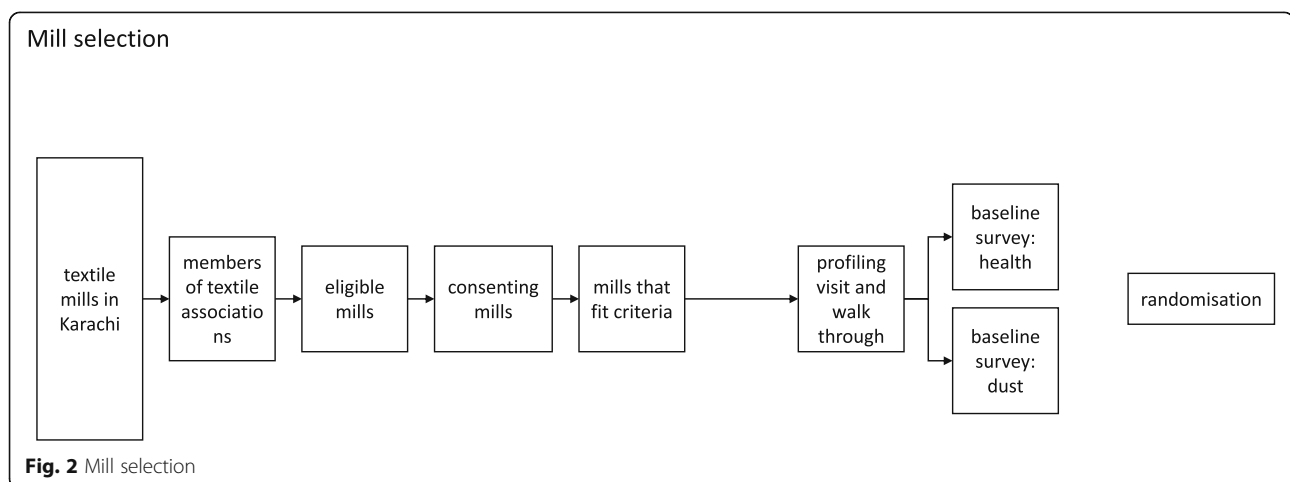 Mill selection
textile
mills in
Karachi
members
of textile
associatio
ns
eligible
mills
consenting
mills
mills that
fit criteria
profiling
visit and
walk
through
baseline
survey:
health
baseline
survey:
dust
randomisation
Fig. 2 Mill selection